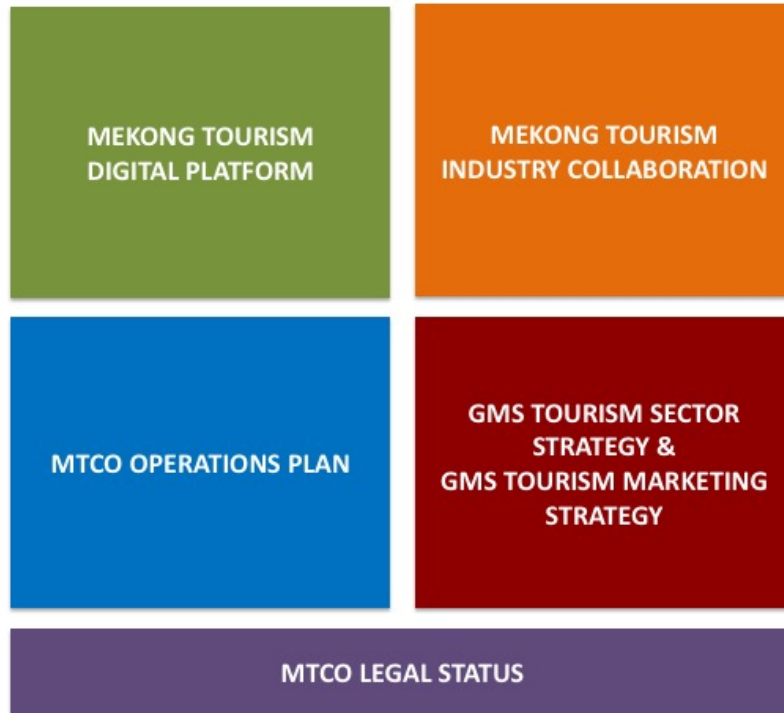 MEKONG TOURISM
DIGITAL PLATFORM
MEKONG TOURISM
INDUSTRY COLLABORATION
MTCO OPERATIONS PLAN
GMS TOURISM SECTOR
STRATEGY &
GMS TOURISM MARKETING
STRATEGY
MTCO LEGAL STATUS